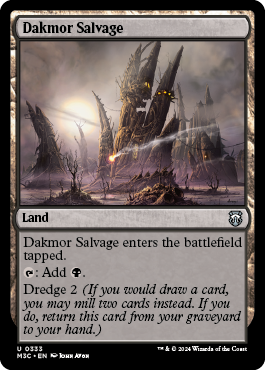 Dakmor Salvage
Land
Dakmor Salvage enters the battlefield
tapped.
: Add .
Dredge 2 (If you would draw a card,
you may mill two cards instead. If you
do, return this card from your graveyard
to your hand.)
U 0333
M3C • EN John Avon
™ & © 2024 Wizards of the Coast